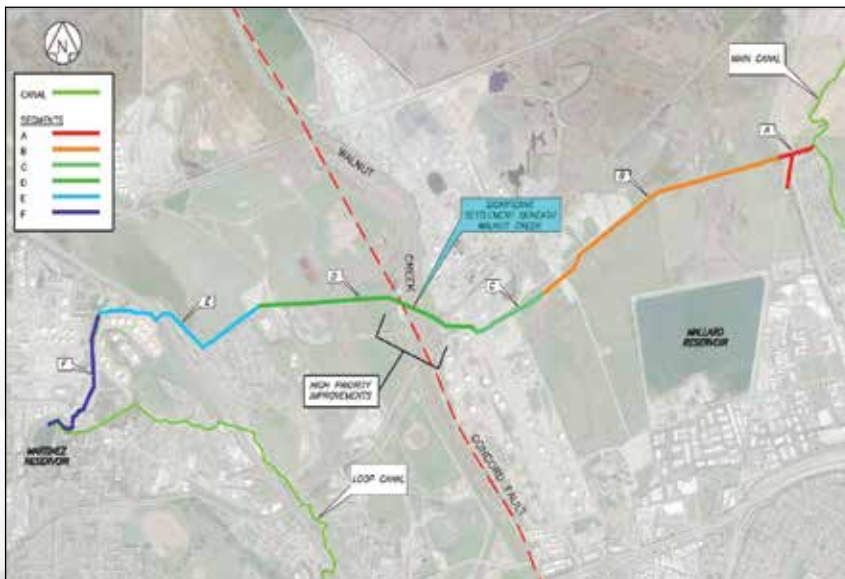 N
CANAL
SEGMENTS
A
B
C
D
E
F
MAIN CANAL
A
B
WALNUT
CREEK
SIGNIFICANT
SETTLEMENT BENEATH
WALNUT CREEK
D
C
E
F
MALLARD
RESERVOIR
HIGH PRIORITY
IMPROVEMENTS
MARTINEZ
RESERVOIR
LOOP CANAL
CONCORD FAULT